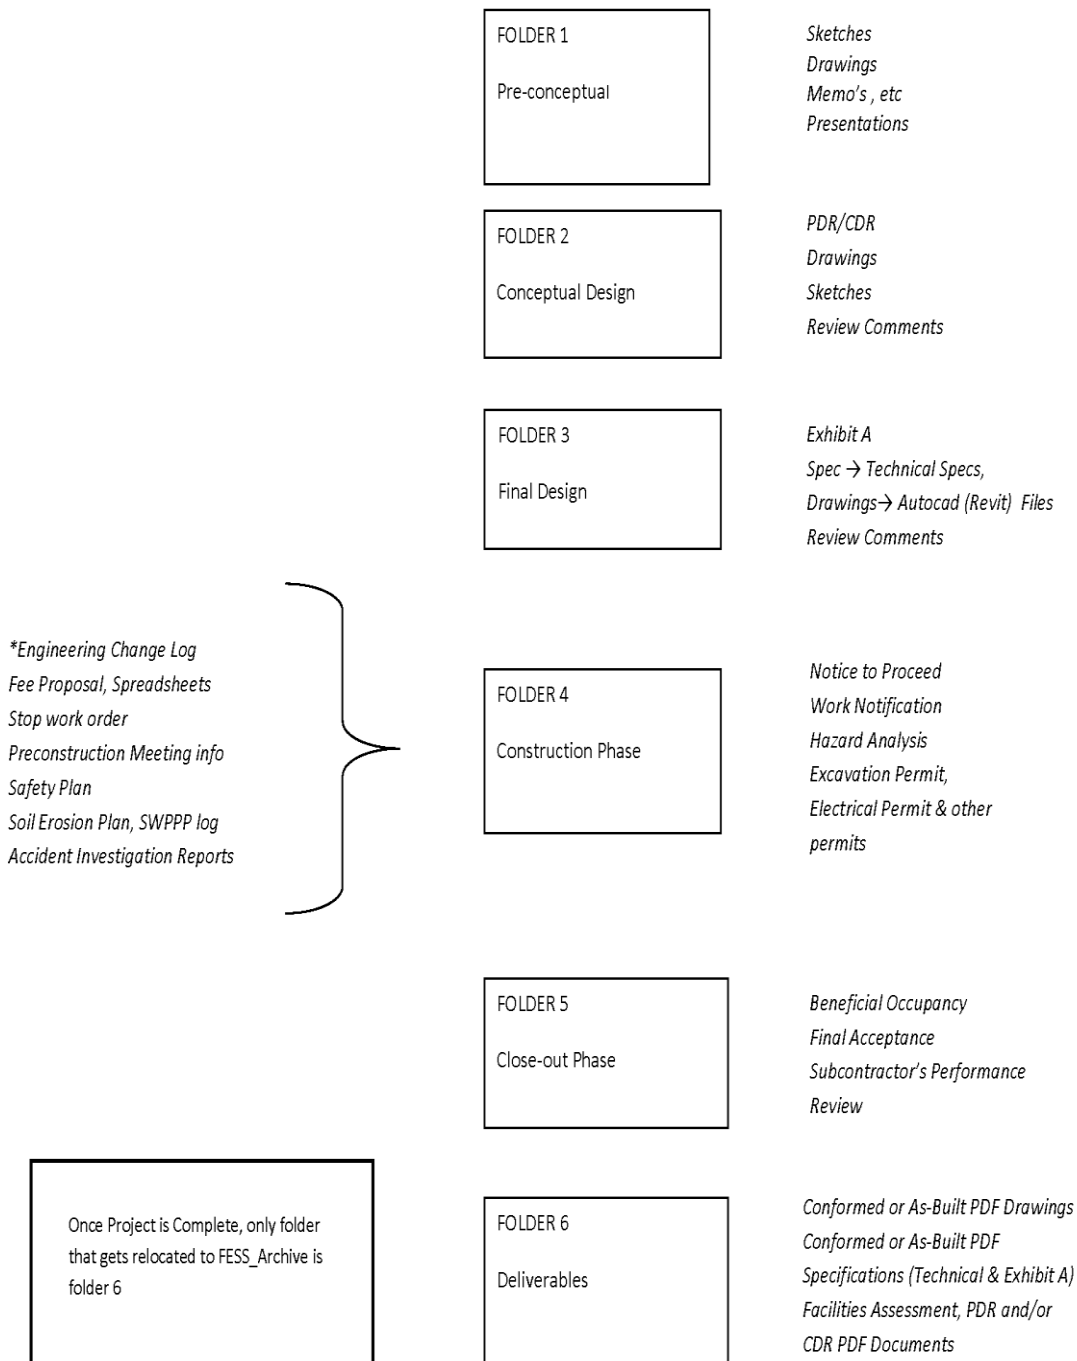 FOLDER 1
Pre-conceptual
Sketches
Drawings
Memo's , etc
Presentations
FOLDER 2
Conceptual Design
PDR/CDR
Drawings
Sketches
Review Comments
FOLDER 3
Final Design
Exhibit A
Spec → Technical Specs,
Drawings→ Autocad (Revit) Files
Review Comments
*Engineering Change Log
Fee Proposal, Spreadsheets
Stop work order
Preconstruction Meeting info
Safety Plan
Soil Erosion Plan, SWPPP log
Accident Investigation Reports
FOLDER 4
Construction Phase
Notice to Proceed
Work Notification
Hazard Analysis
Excavation Permit,
Electrical Permit & other
permits
FOLDER 5
Close-out Phase
Beneficial Occupancy
Final Acceptance
Subcontractor's Performance
Review
Once Project is Complete, only folder
that gets relocated to FESS_Archive is
folder 6
FOLDER 6
Deliverables
Conformed or As-Built PDF Drawings
Conformed or As-Built PDF
Specifications (Technical & Exhibit A)
Facilities Assessment, PDR and/or
CDR PDF Documents